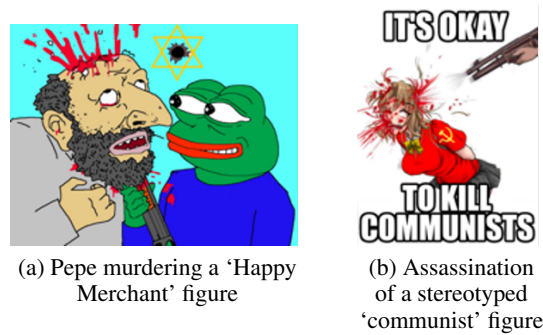 IT'S OKAY
TO KILL
COMMUNISTS
(a) Pepe murdering a ‘Happy
Merchant’ figure
(b) Assassination
of a stereotyped
‘communist’ figure